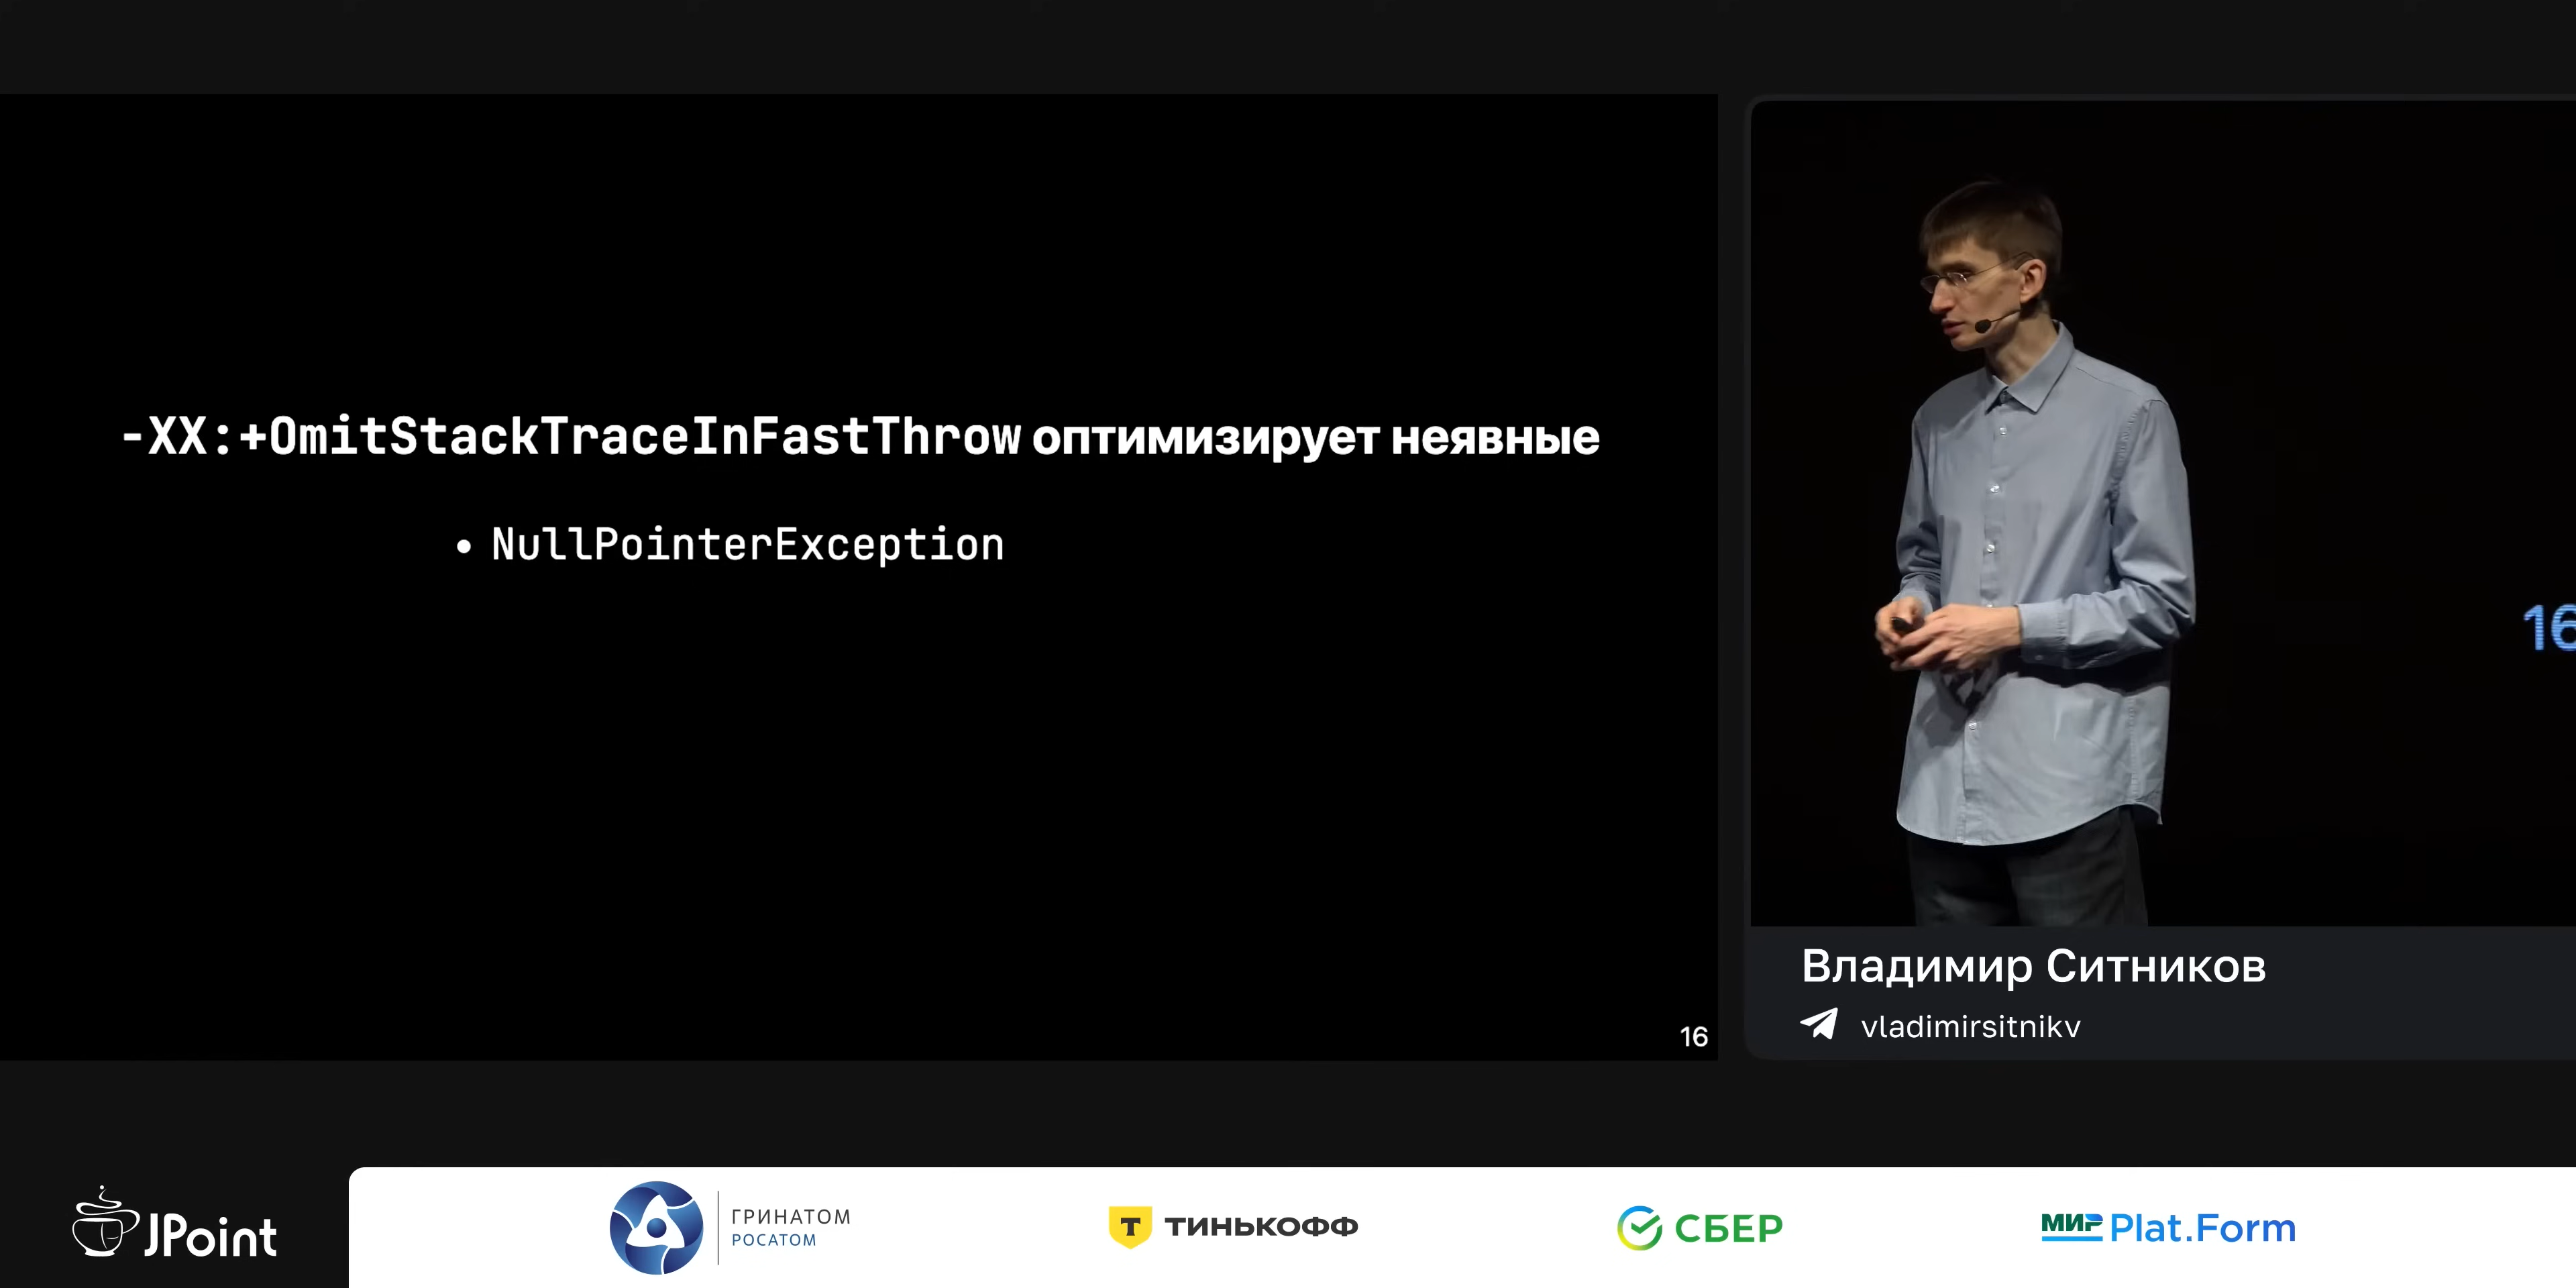 -XX:+OmitStackTraceInFastThrow оптимизирует неявные
• NullPointerException
16
16
Владимир Ситников
vladimirsitnikv
JPoint
ГРИНАТОМ
РОСАТОМ
Т ТИНЬКОФФ
СБЕР
МИР Plat.Form